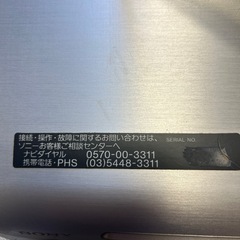 接続・操作・故障に関するお問い合わせは、
ソニーお客様ご相談センターへ
ナビダイヤル 0570-00-3311
携帯電話・PHS (03)5448-3311
SERIAL NO.